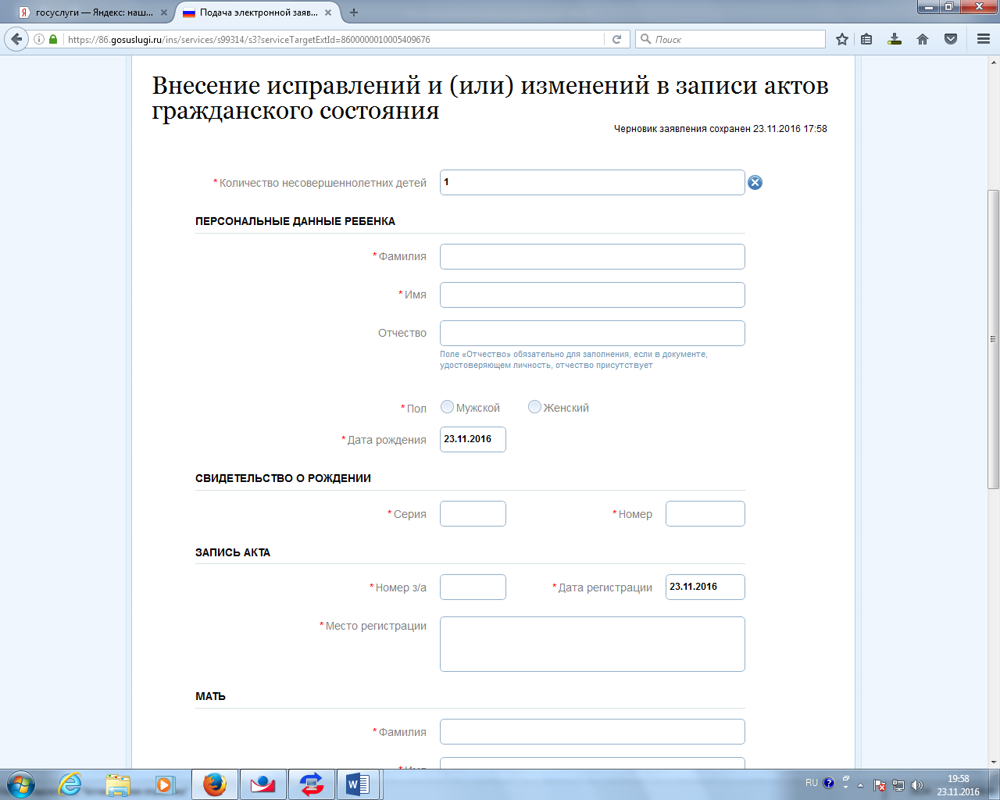 госуслуги — Яндекс: наш...
Подача электронной заяв...
https://86.gosuslugi.ru/ins/services/s99314/s3?serviceTargetExtId=8600000010005409676
Поиск
Внесение исправлений и (или) изменений в записи актов
гражданского состояния
Черновик заявления сохранен 23.11.2016 17:58
* Количество несовершеннолетних детей 1
ПЕРСОНАЛЬНЫЕ ДАННЫЕ РЕБЕНКА
* Фамилия
* Имя
Отчество
Поле «Отчество» обязательно для заполнения, если в документе,
удостоверяющем личность, отчество присутствует
* Пол Мужской Женский
* Дата рождения 23.11.2016
СВИДЕТЕЛЬСТВО О РОЖДЕНИИ
* Серия * Номер
ЗАПИСЬ АКТА
* Номер з/а * Дата регистрации 23.11.2016
* Место регистрации
МАТЬ
* Фамилия
* Имя
RU 19:58
23.11.2016